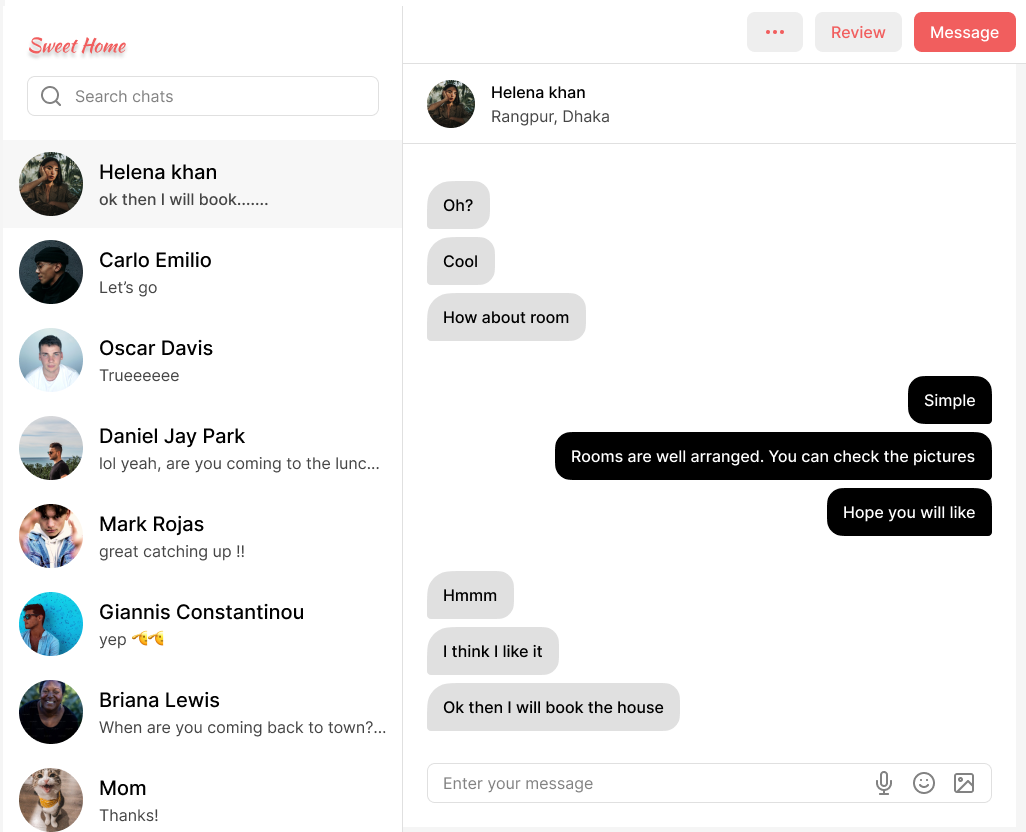 Sweet Home
Search chats
Helena khan
ok then I will book.......
Carlo Emilio
Let’s go
Oscar Davis
Trueeeeee
Daniel Jay Park
lol yeah, are you coming to the lunc...
Mark Rojas
great catching up !!
Giannis Constantinou
yep 🫡🫡
Briana Lewis
When are you coming back to town?...
Mom
Thanks!
Review
Message
Helena khan
Rangpur, Dhaka
Oh?
Cool
How about room
Simple
Rooms are well arranged. You can check the pictures
Hope you will like
Hmmm
I think I like it
Ok then I will book the house
Enter your message